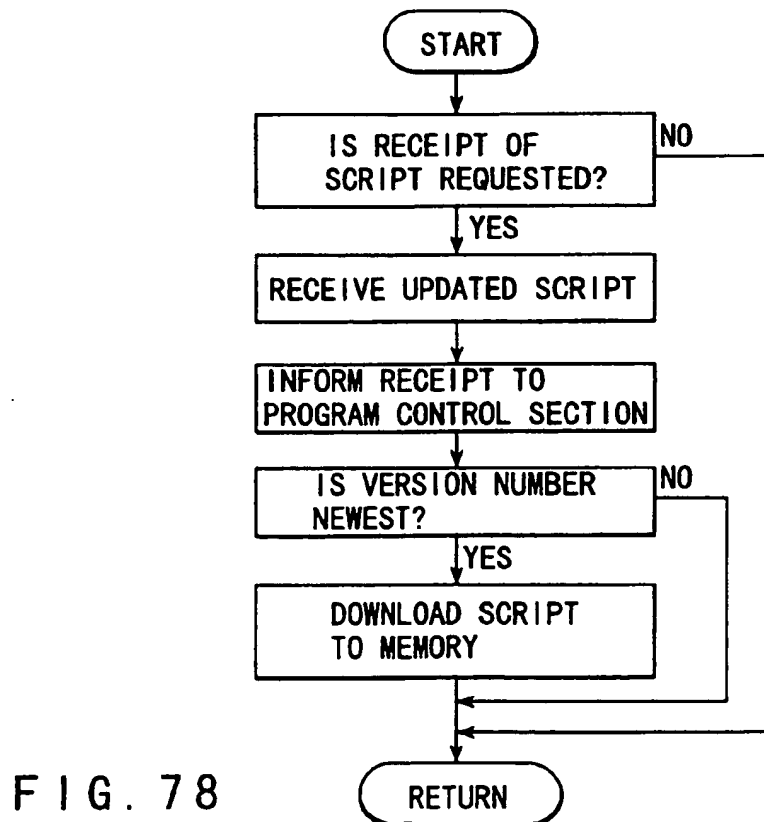 START
IS RECEIPT OF
SCRIPT REQUESTED?
NO
YES
RECEIVE UPDATED SCRIPT
INFORM RECEIPT TO
PROGRAM CONTROL SECTION
IS VERSION NUMBER
NEWEST?
NO
YES
DOWNLOAD SCRIPT
TO MEMORY
RETURN
FIG. 78